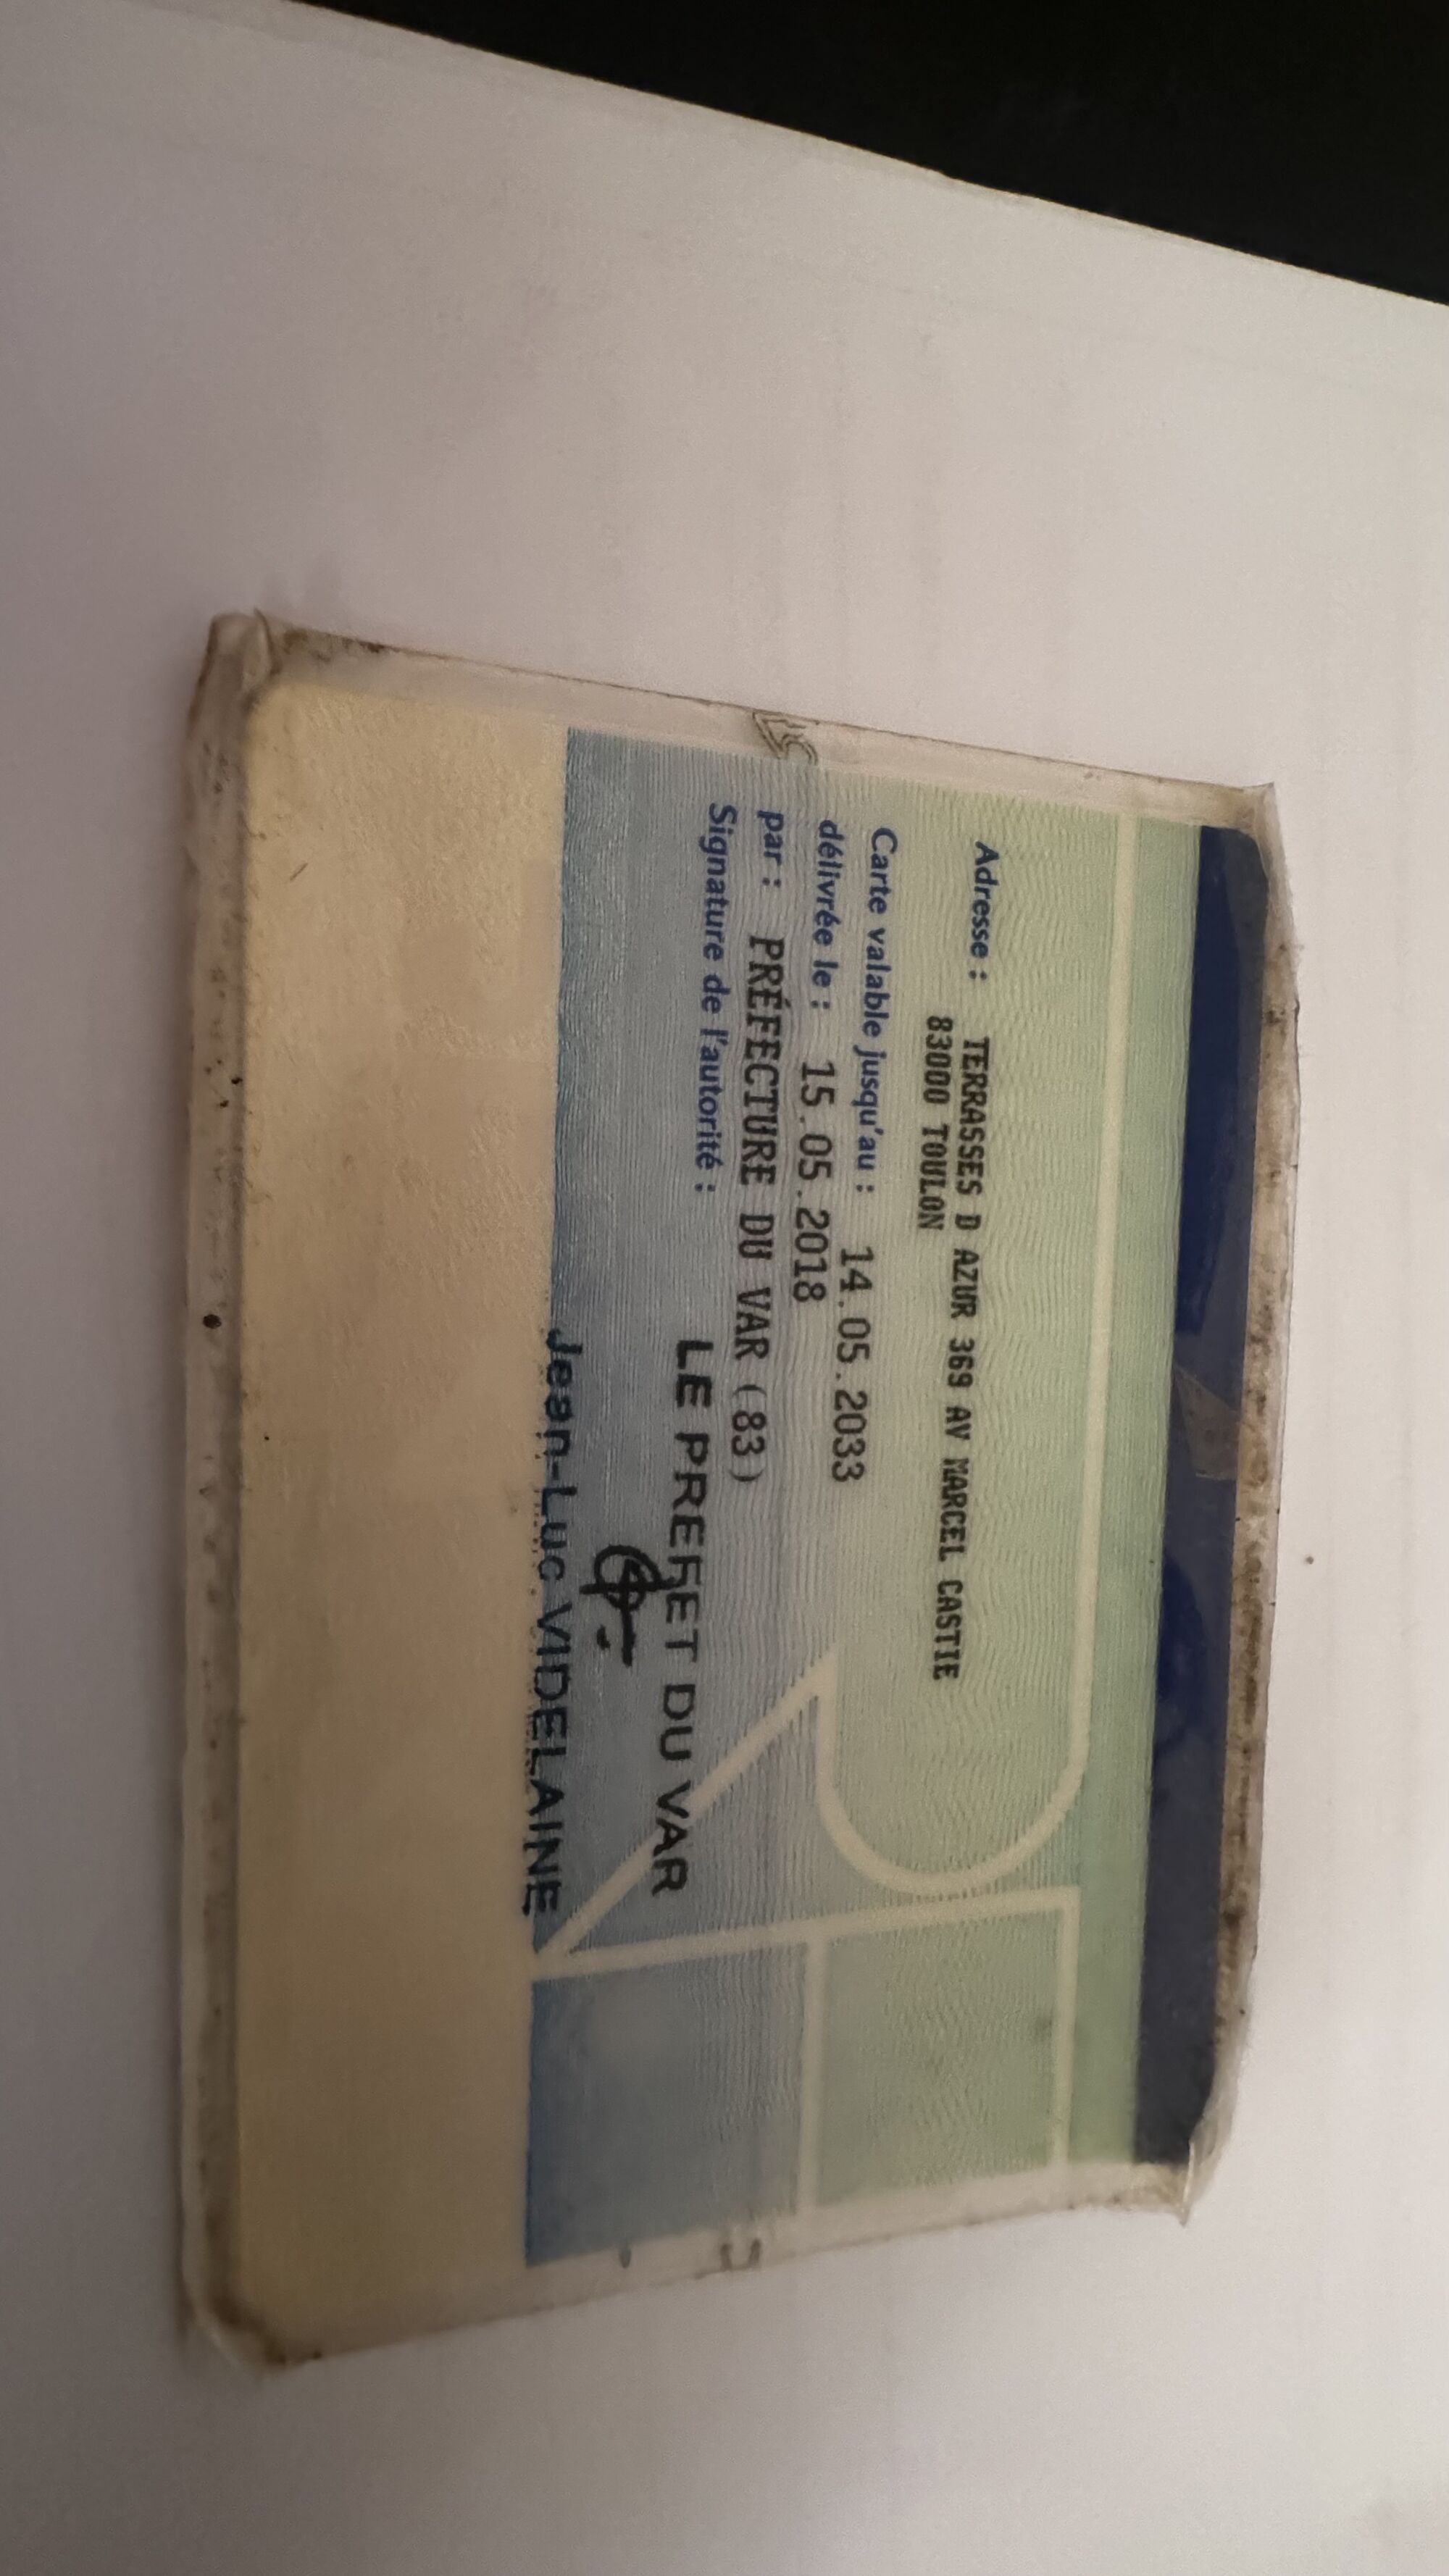 Adresse : TERRASSES D AZUR 369 AV MARCEL CASTIE
83000 TOULON
Carte valable jusqu'au : 14.05.2033
délivrée le : 15.05.2018
par : PRÉFECTURE DU VAR (83)
Signature de l'autorité :
LE PREFET DU VAR
Jean-Luc VIDELAINE